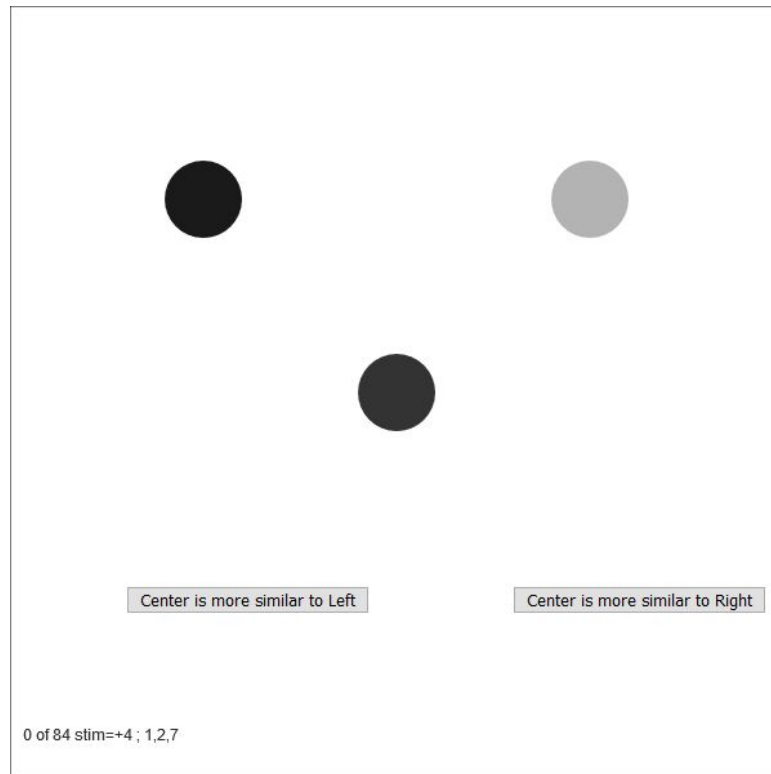 Center is more similar to Left
Center is more similar to Right
0 of 84 stim=+4 ; 1,2,7